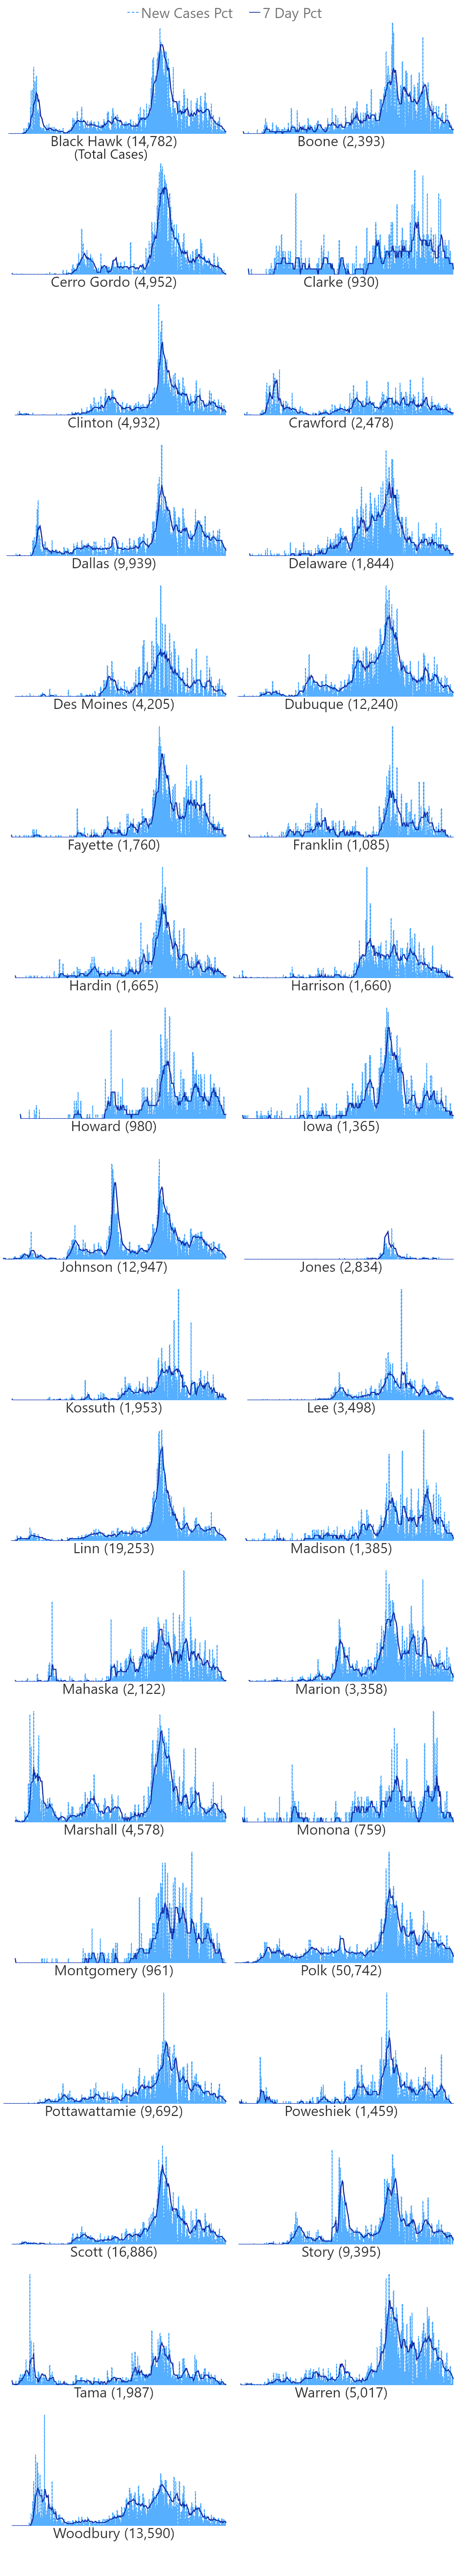 New Cases Pct 7 Day Pct
Black Hawk (14,782) Boone (2,393)
(Total Cases)
Cerro Gordo (4,952) Clarke (930)
Clinton (4,932) Crawford (2,478)
Dallas (9,939) Delaware (1,844)
Des Moines (4,205) Dubuque (12,240)
Fayette (1,760) Franklin (1,085)
Hardin (1,665) Harrison (1,660)
Howard (980) Iowa (1,365)
Johnson (12,947) Jones (2,834)
Kossuth (1,953) Lee (3,498)
Linn (19,253) Madison (1,385)
Mahaska (2,122) Marion (3,358)
Marshall (4,578) Monona (759)
Montgomery (961) Polk (50,742)
Pottawattamie (9,692) Poweshiek (1,459)
Scott (16,886) Story (9,395)
Tama (1,987) Warren (5,017)
Woodbury (13,590)